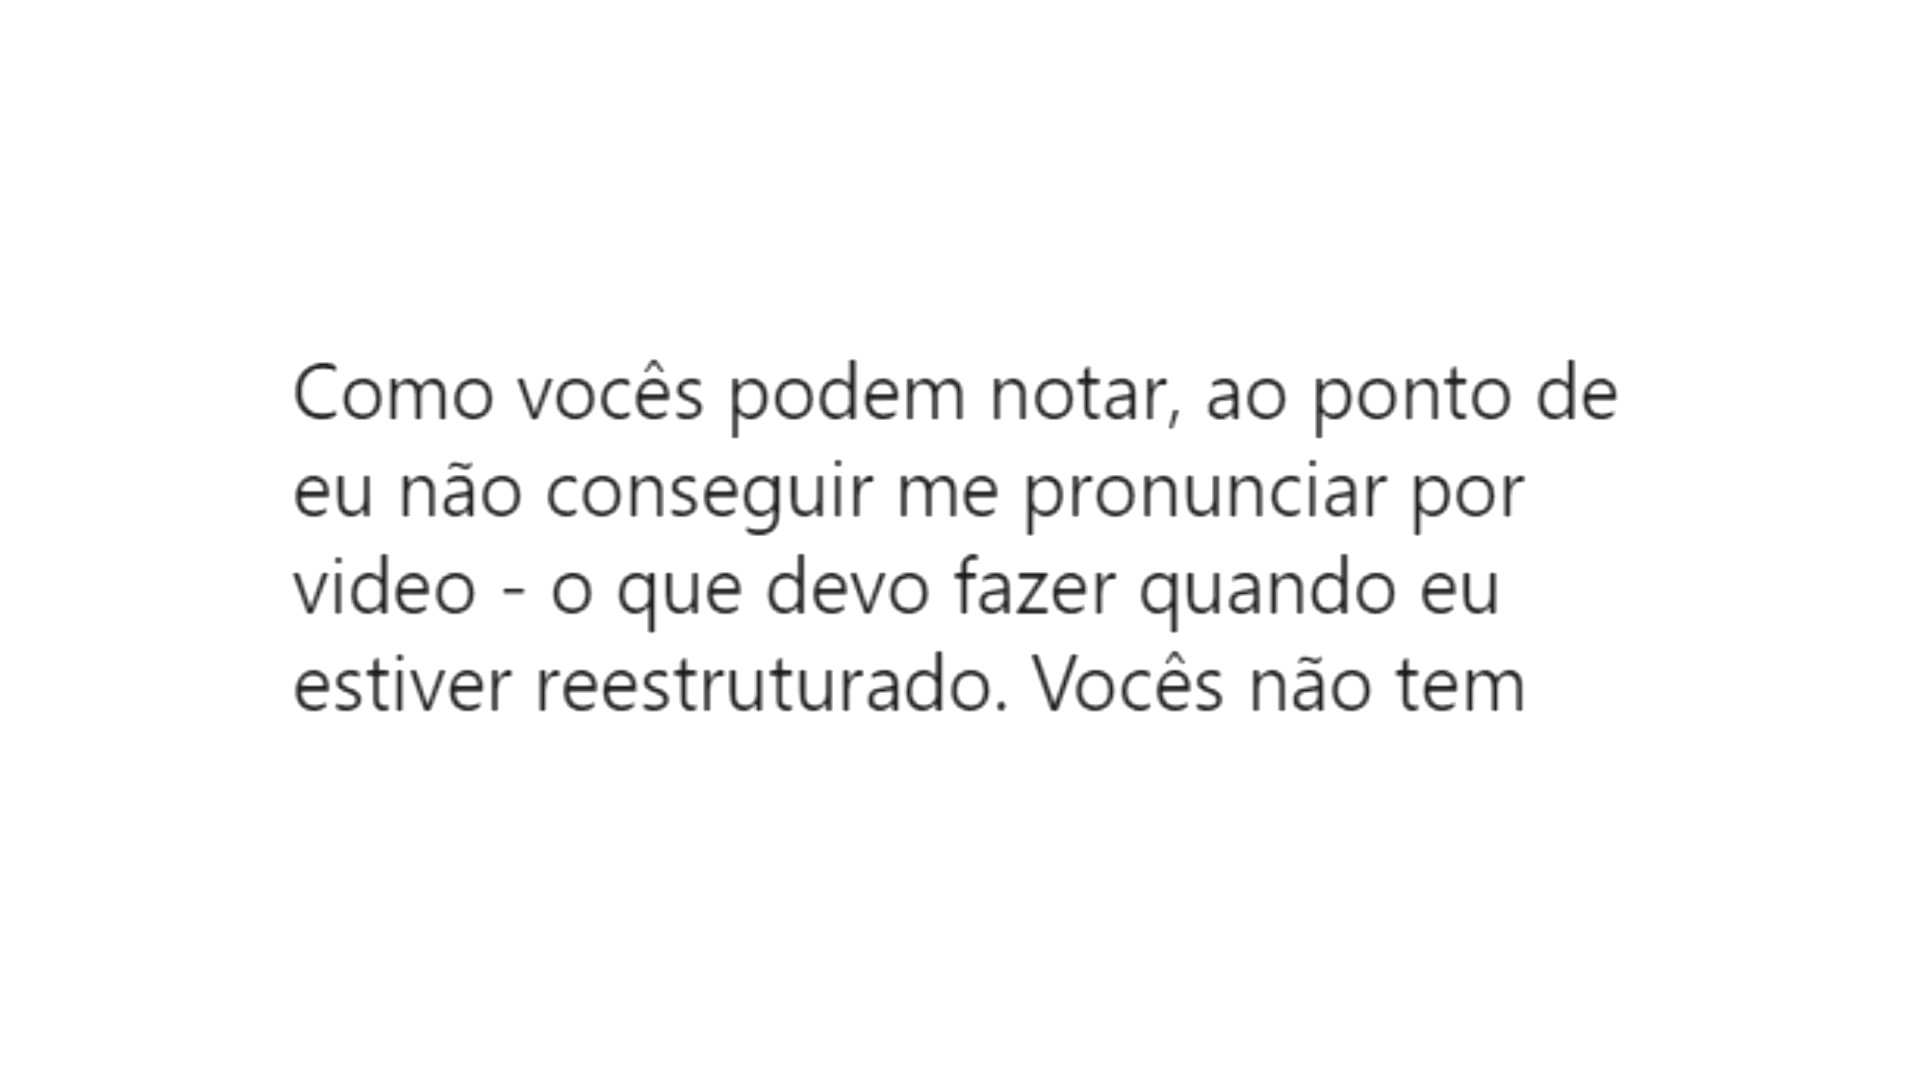 Como vocês podem notar, ao ponto de
eu não conseguir me pronunciar por
video - o que devo fazer quando eu
estiver reestruturado. Vocês não tem